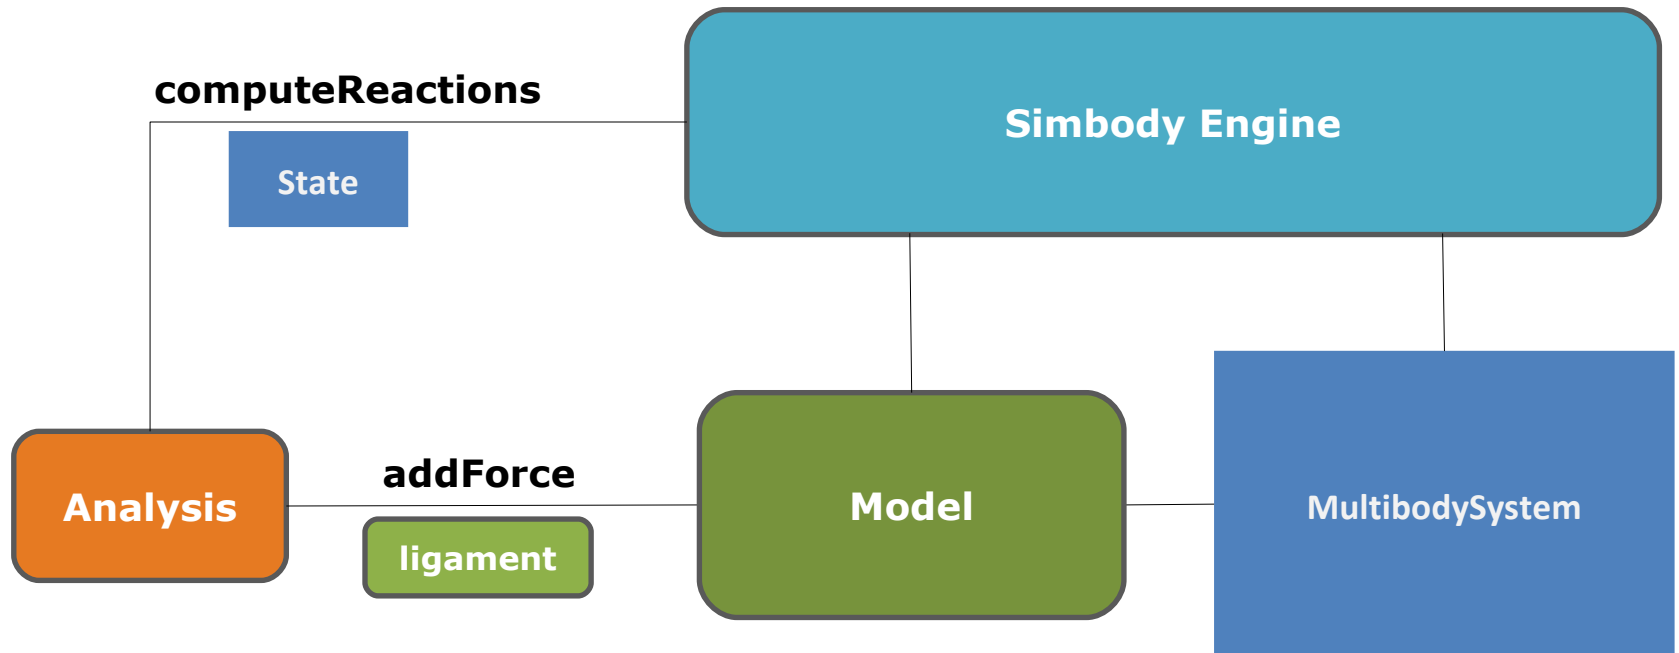 computeReactions
Simbody Engine
State
addForce
Analysis
Model
MultibodySystem
ligament